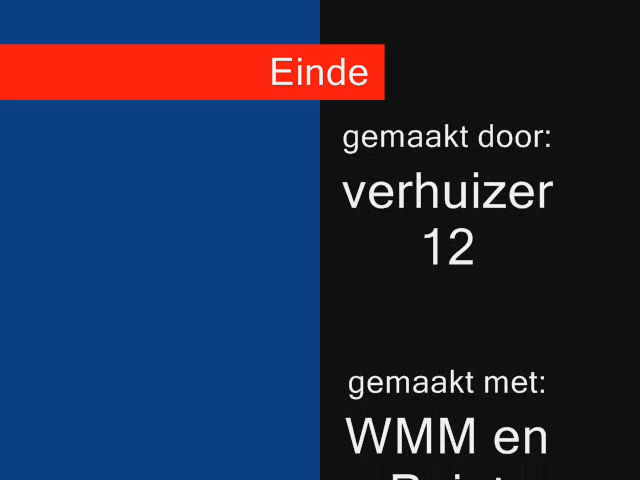 Einde
gemaakt door:
verhuizer
12
gemaakt met:
WMM en